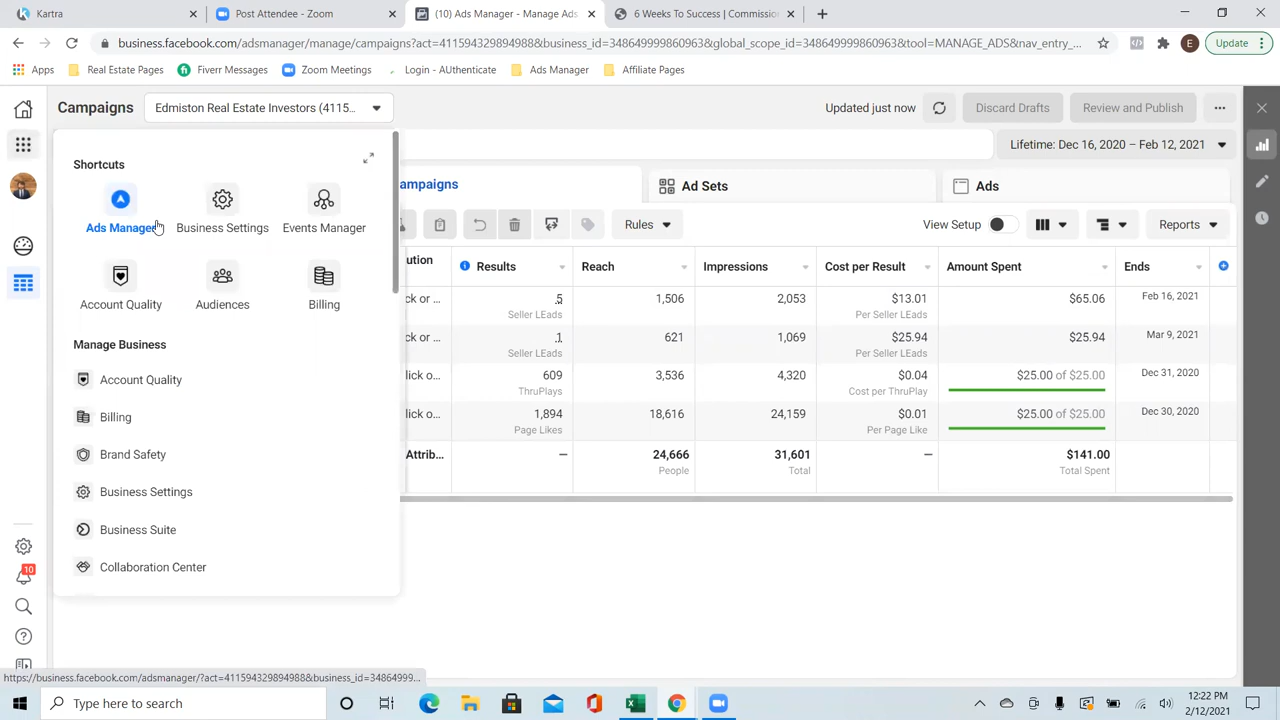 Kartra
Post Attendee - Zoom
(10) Ads Manager - Manage Ads
6 Weeks To Success | Commission
business.facebook.com/adsmanager/manage/campaigns?act=411594329894988&business_id=348649999860963&global_scope_id=348649999860963&tool=MANAGE_ADS&nav_entry_...
E
Update
Apps
Real Estate Pages
Fiverr Messages
Zoom Meetings
Login - AUthenticate
Ads Manager
Affiliate Pages
Campaigns
Edmiston Real Estate Investors (4115...
Updated just now
Discard Drafts
Review and Publish
Lifetime: Dec 16, 2020 – Feb 12, 2021
Shortcuts
Ads Manager
Business Settings
Events Manager
Account Quality
Audiences
Billing
Manage Business
Account Quality
Billing
Brand Safety
Business Settings
Business Suite
Collaboration Center
10
ampaigns
Ad Sets
Ads
Rules
View Setup
Reports
ution
Results
Reach
Impressions
Cost per Result
Amount Spent
Ends
ck or ...
5
1,506
2,053
$13.01
$65.06
Feb 16, 2021
Seller LEads
Per Seller LEads
ck or ...
1
621
1,069
$25.94
$25.94
Mar 9, 2021
Seller LEads
Per Seller LEads
lick o...
609
3,536
4,320
$0.04
$25.00 of $25.00
Dec 31, 2020
ThruPlays
Cost per ThruPlay
lick o...
1,894
18,616
24,159
$0.01
$25.00 of $25.00
Dec 30, 2020
Page Likes
Per Page Like
Attrib...
—
24,666
31,601
—
$141.00
People
Total
Total Spent
https://business.facebook.com/adsmanager/?act=411594329894988&business_id=34864999...
Type here to search
12:22 PM
2/12/2021